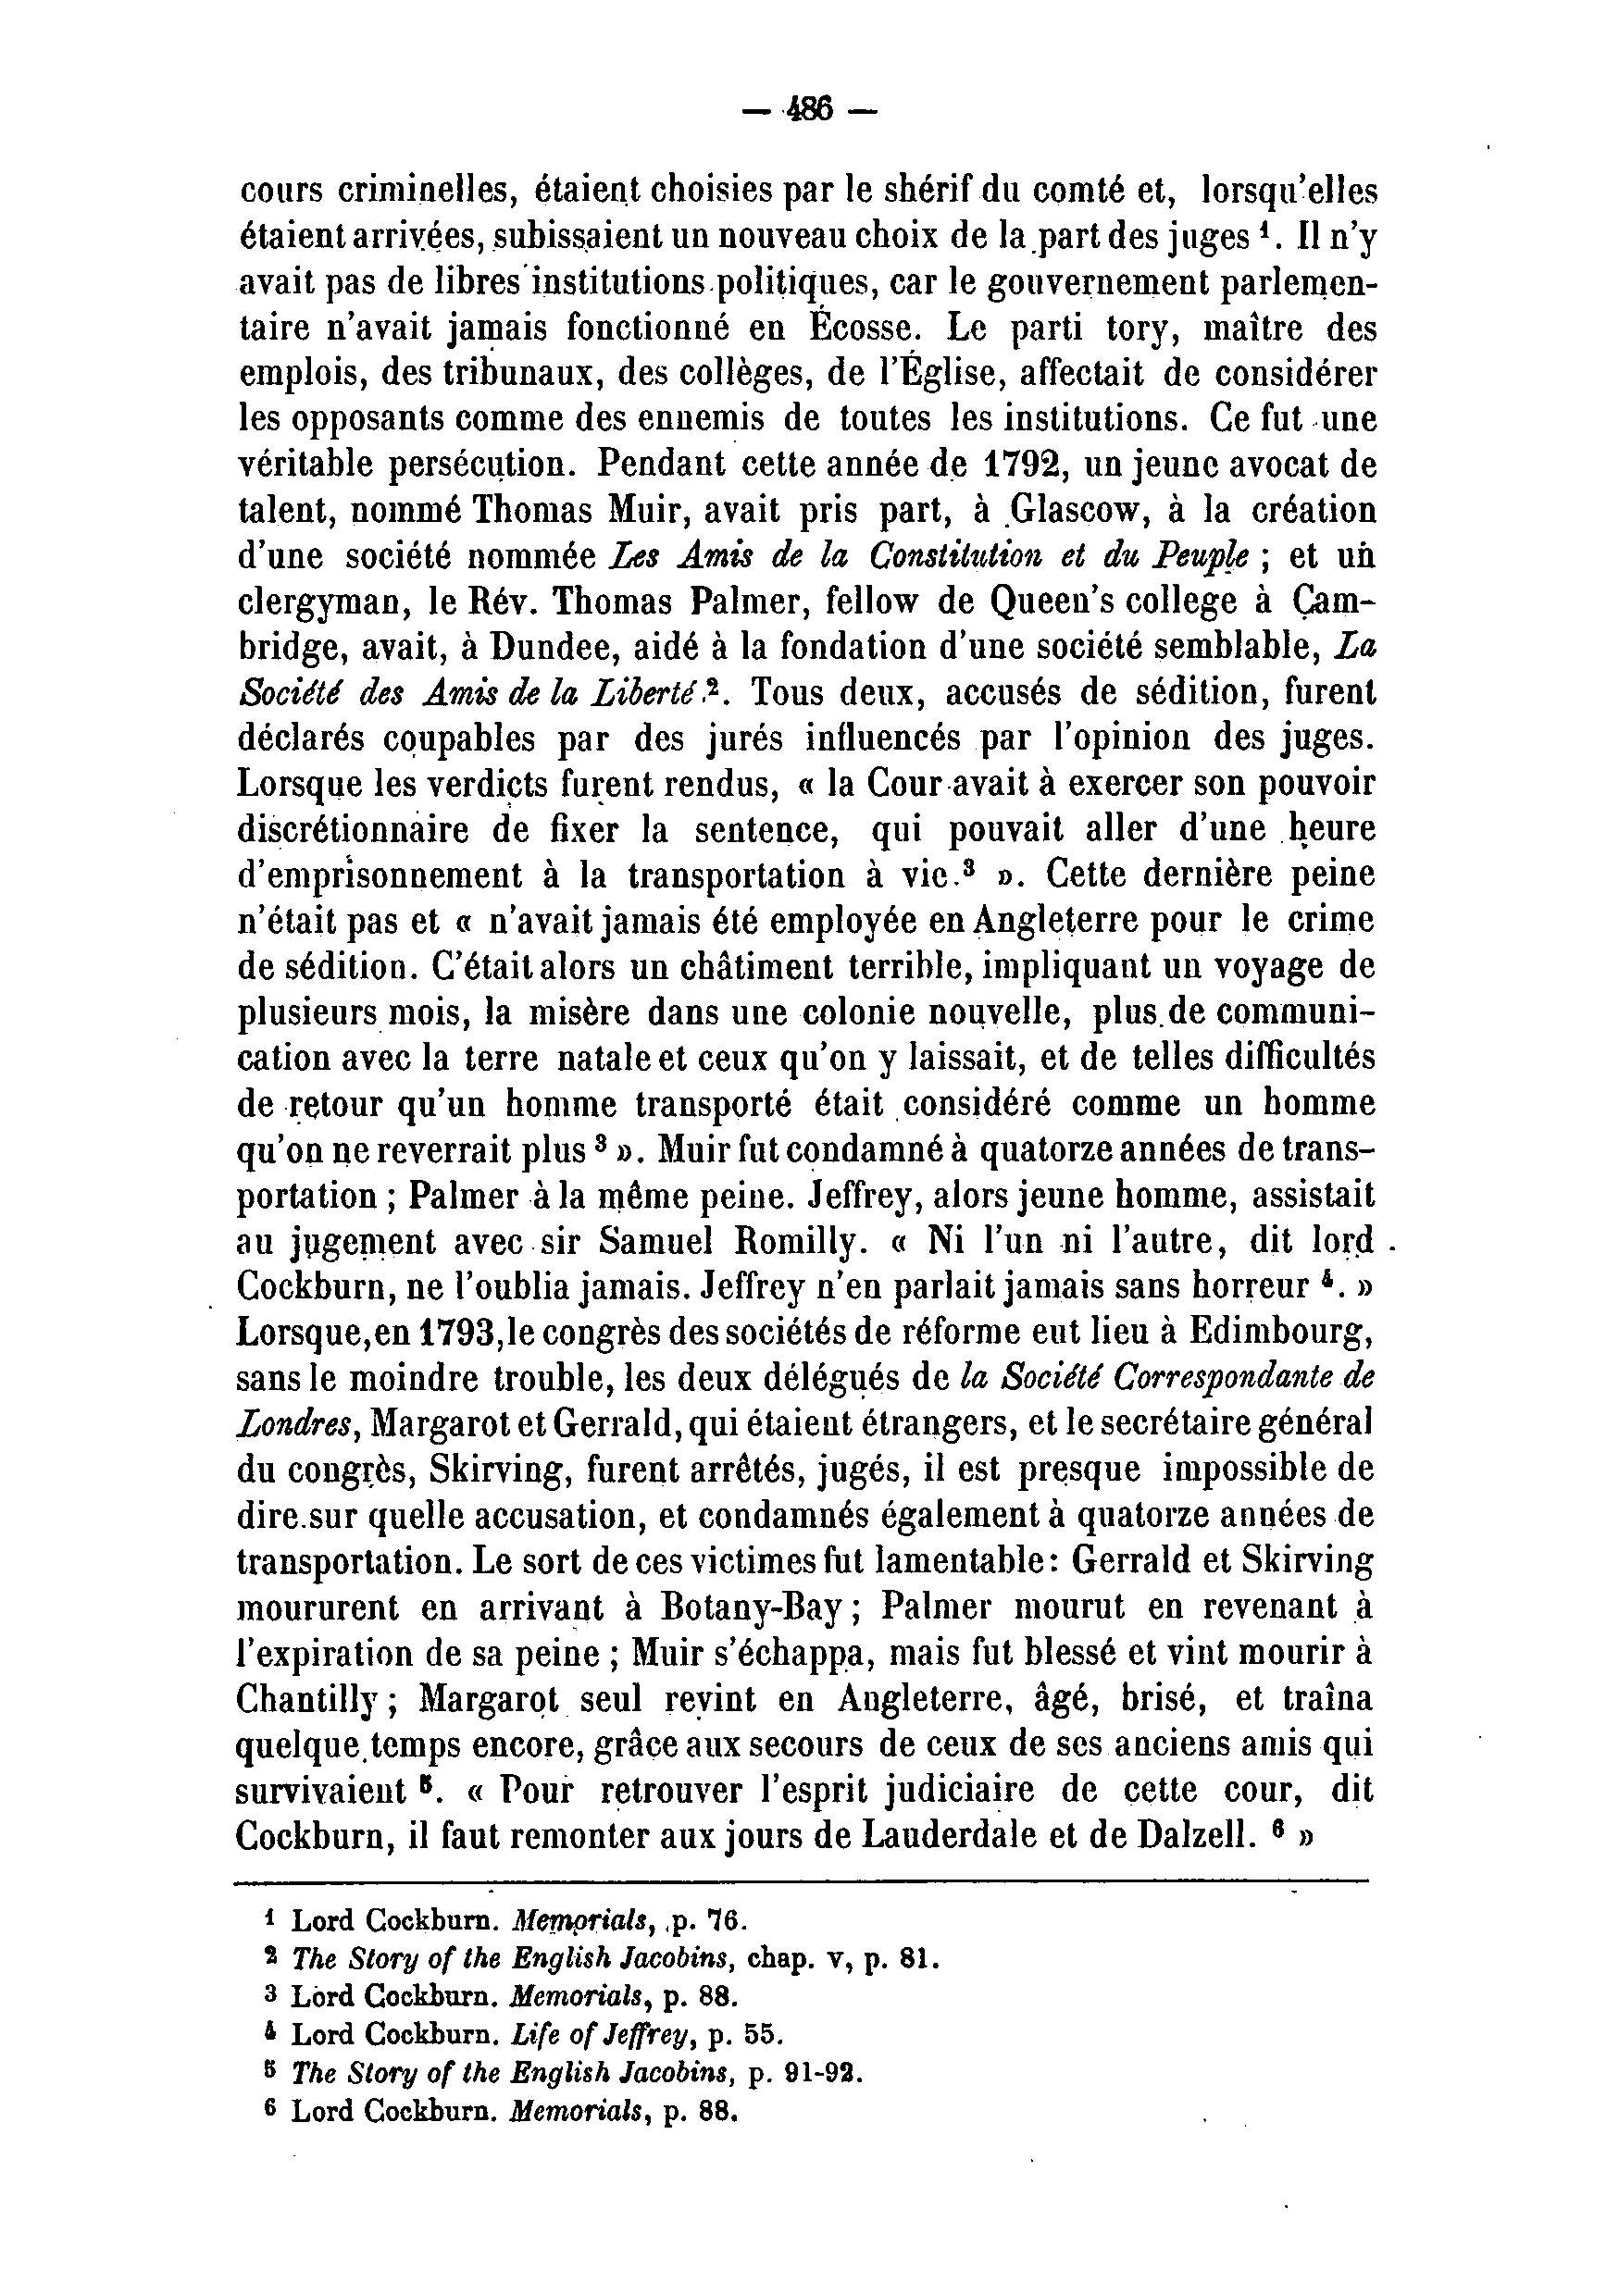 — 486 —
cours criminelles, étaient choisies par le shérif du comté et, lorsqu'elles
étaient arrivées, subissaient un nouveau choix de la part des juges ¹. Il n'y
avait pas de libres institutions politiques, car le gouvernement parlemen-
taire n'avait jamais fonctionné en Écosse. Le parti tory, maître des
emplois, des tribunaux, des collèges, de l'Église, affectait de considérer
les opposants comme des ennemis de toutes les institutions. Ce fut une
véritable persécution. Pendant cette année de 1792, un jeune avocat de
talent, nommé Thomas Muir, avait pris part, à Glascow, à la création
d'une société nommée Les Amis de la Constitution et du Peuple ; et un
clergyman, le Rév. Thomas Palmer, fellow de Queen's college à Cam-
bridge, avait, à Dundee, aidé à la fondation d'une société semblable, La
Société des Amis de la Liberté ². Tous deux, accusés de sédition, furent
déclarés coupables par des jurés influencés par l'opinion des juges.
Lorsque les verdicts furent rendus, « la Cour avait à exercer son pouvoir
discrétionnaire de fixer la sentence, qui pouvait aller d'une heure
d'emprisonnement à la transportation à vie.³ ». Cette dernière peine
n'était pas et « n'avait jamais été employée en Angleterre pour le crime
de sédition. C'était alors un châtiment terrible, impliquant un voyage de
plusieurs mois, la misère dans une colonie nouvelle, plus de communi-
cation avec la terre natale et ceux qu'on y laissait, et de telles difficultés
de retour qu'un homme transporté était considéré comme un homme
qu'on ne reverrait plus ³ ». Muir fut condamné à quatorze années de trans-
portation ; Palmer à la même peine. Jeffrey, alors jeune homme, assistait
au jugement avec sir Samuel Romilly. « Ni l'un ni l'autre, dit lord
Cockburn, ne l'oublia jamais. Jeffrey n'en parlait jamais sans horreur ⁴. »
Lorsque, en 1793, le congrès des sociétés de réforme eut lieu à Edimbourg,
sans le moindre trouble, les deux délégués de la Société Correspondante de
Londres, Margarot et Gerrald, qui étaient étrangers, et le secrétaire général
du congrès, Skirving, furent arrêtés, jugés, il est presque impossible de
dire sur quelle accusation, et condamnés également à quatorze années de
transportation. Le sort de ces victimes fut lamentable : Gerrald et Skirving
moururent en arrivant à Botany-Bay ; Palmer mourut en revenant à
l'expiration de sa peine ; Muir s'échappa, mais fut blessé et vint mourir à
Chantilly ; Margarot seul revint en Angleterre, âgé, brisé, et traîna
quelque temps encore, grâce aux secours de ceux de ses anciens amis qui
survivaient ⁵. « Pour retrouver l'esprit judiciaire de cette cour, dit
Cockburn, il faut remonter aux jours de Lauderdale et de Dalzell. ⁶ »
¹ Lord Cockburn. Memorials, p. 76.
² The Story of the English Jacobins, chap. v, p. 81.
³ Lord Cockburn. Memorials, p. 88.
⁴ Lord Cockburn. Life of Jeffrey, p. 55.
⁵ The Story of the English Jacobins, p. 91-92.
⁶ Lord Cockburn. Memorials, p. 88.